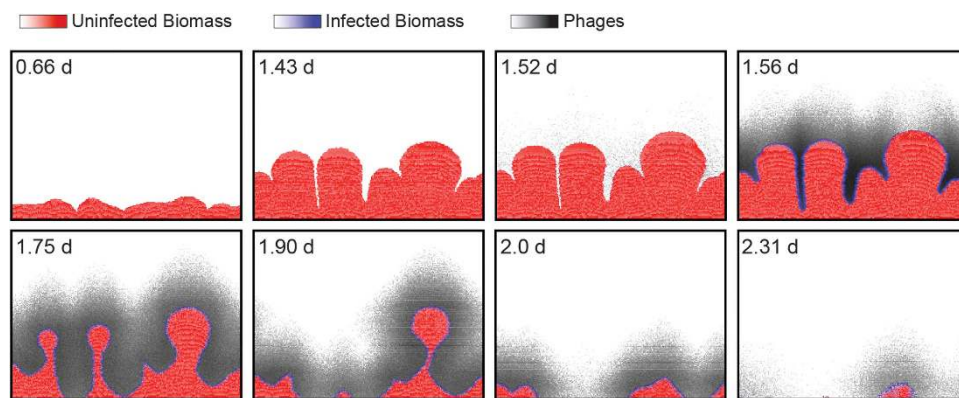 Uninfected Biomass
Infected Biomass
Phages
0.66 d
1.43 d
1.52 d
1.56 d
1.75 d
1.90 d
2.0 d
2.31 d